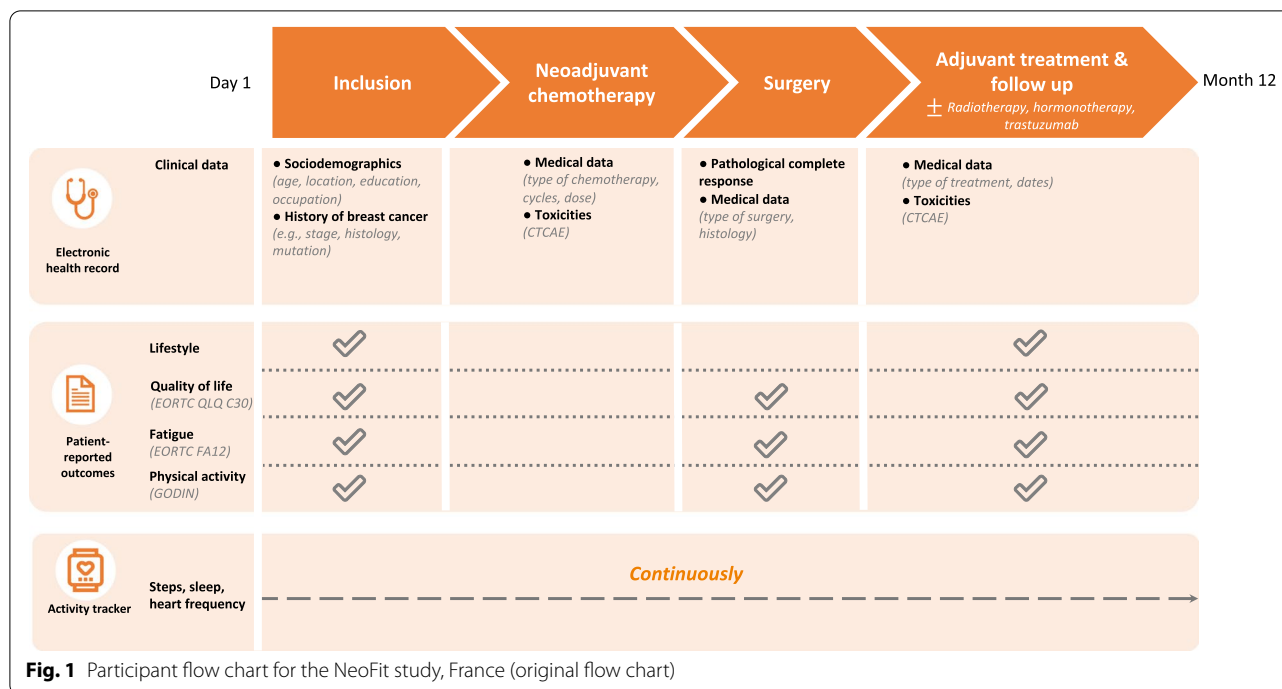 Day 1
Inclusion
Neoadjuvant
chemotherapy
Surgery
Adjuvant treatment &
follow up
± Radiotherapy, hormonotherapy,
trastuzumab
Month 12
Electronic
health record
Clinical data
● Sociodemographics
(age, location, education,
occupation)
● History of breast cancer
(e.g., stage, histology,
mutation)
● Medical data
(type of chemotherapy,
cycles, dose)
● Toxicities
(CTCAE)
● Pathological complete
response
● Medical data
(type of surgery,
histology)
● Medical data
(type of treatment, dates)
● Toxicities
(CTCAE)
Patient-
reported
outcomes
Lifestyle
Quality of life
(EORTC QLQ C30)
Fatigue
(EORTC FA12)
Physical activity
(GODIN)
Activity tracker
Steps, sleep,
heart frequency
Continuously
Fig. 1 Participant flow chart for the NeoFit study, France (original flow chart)